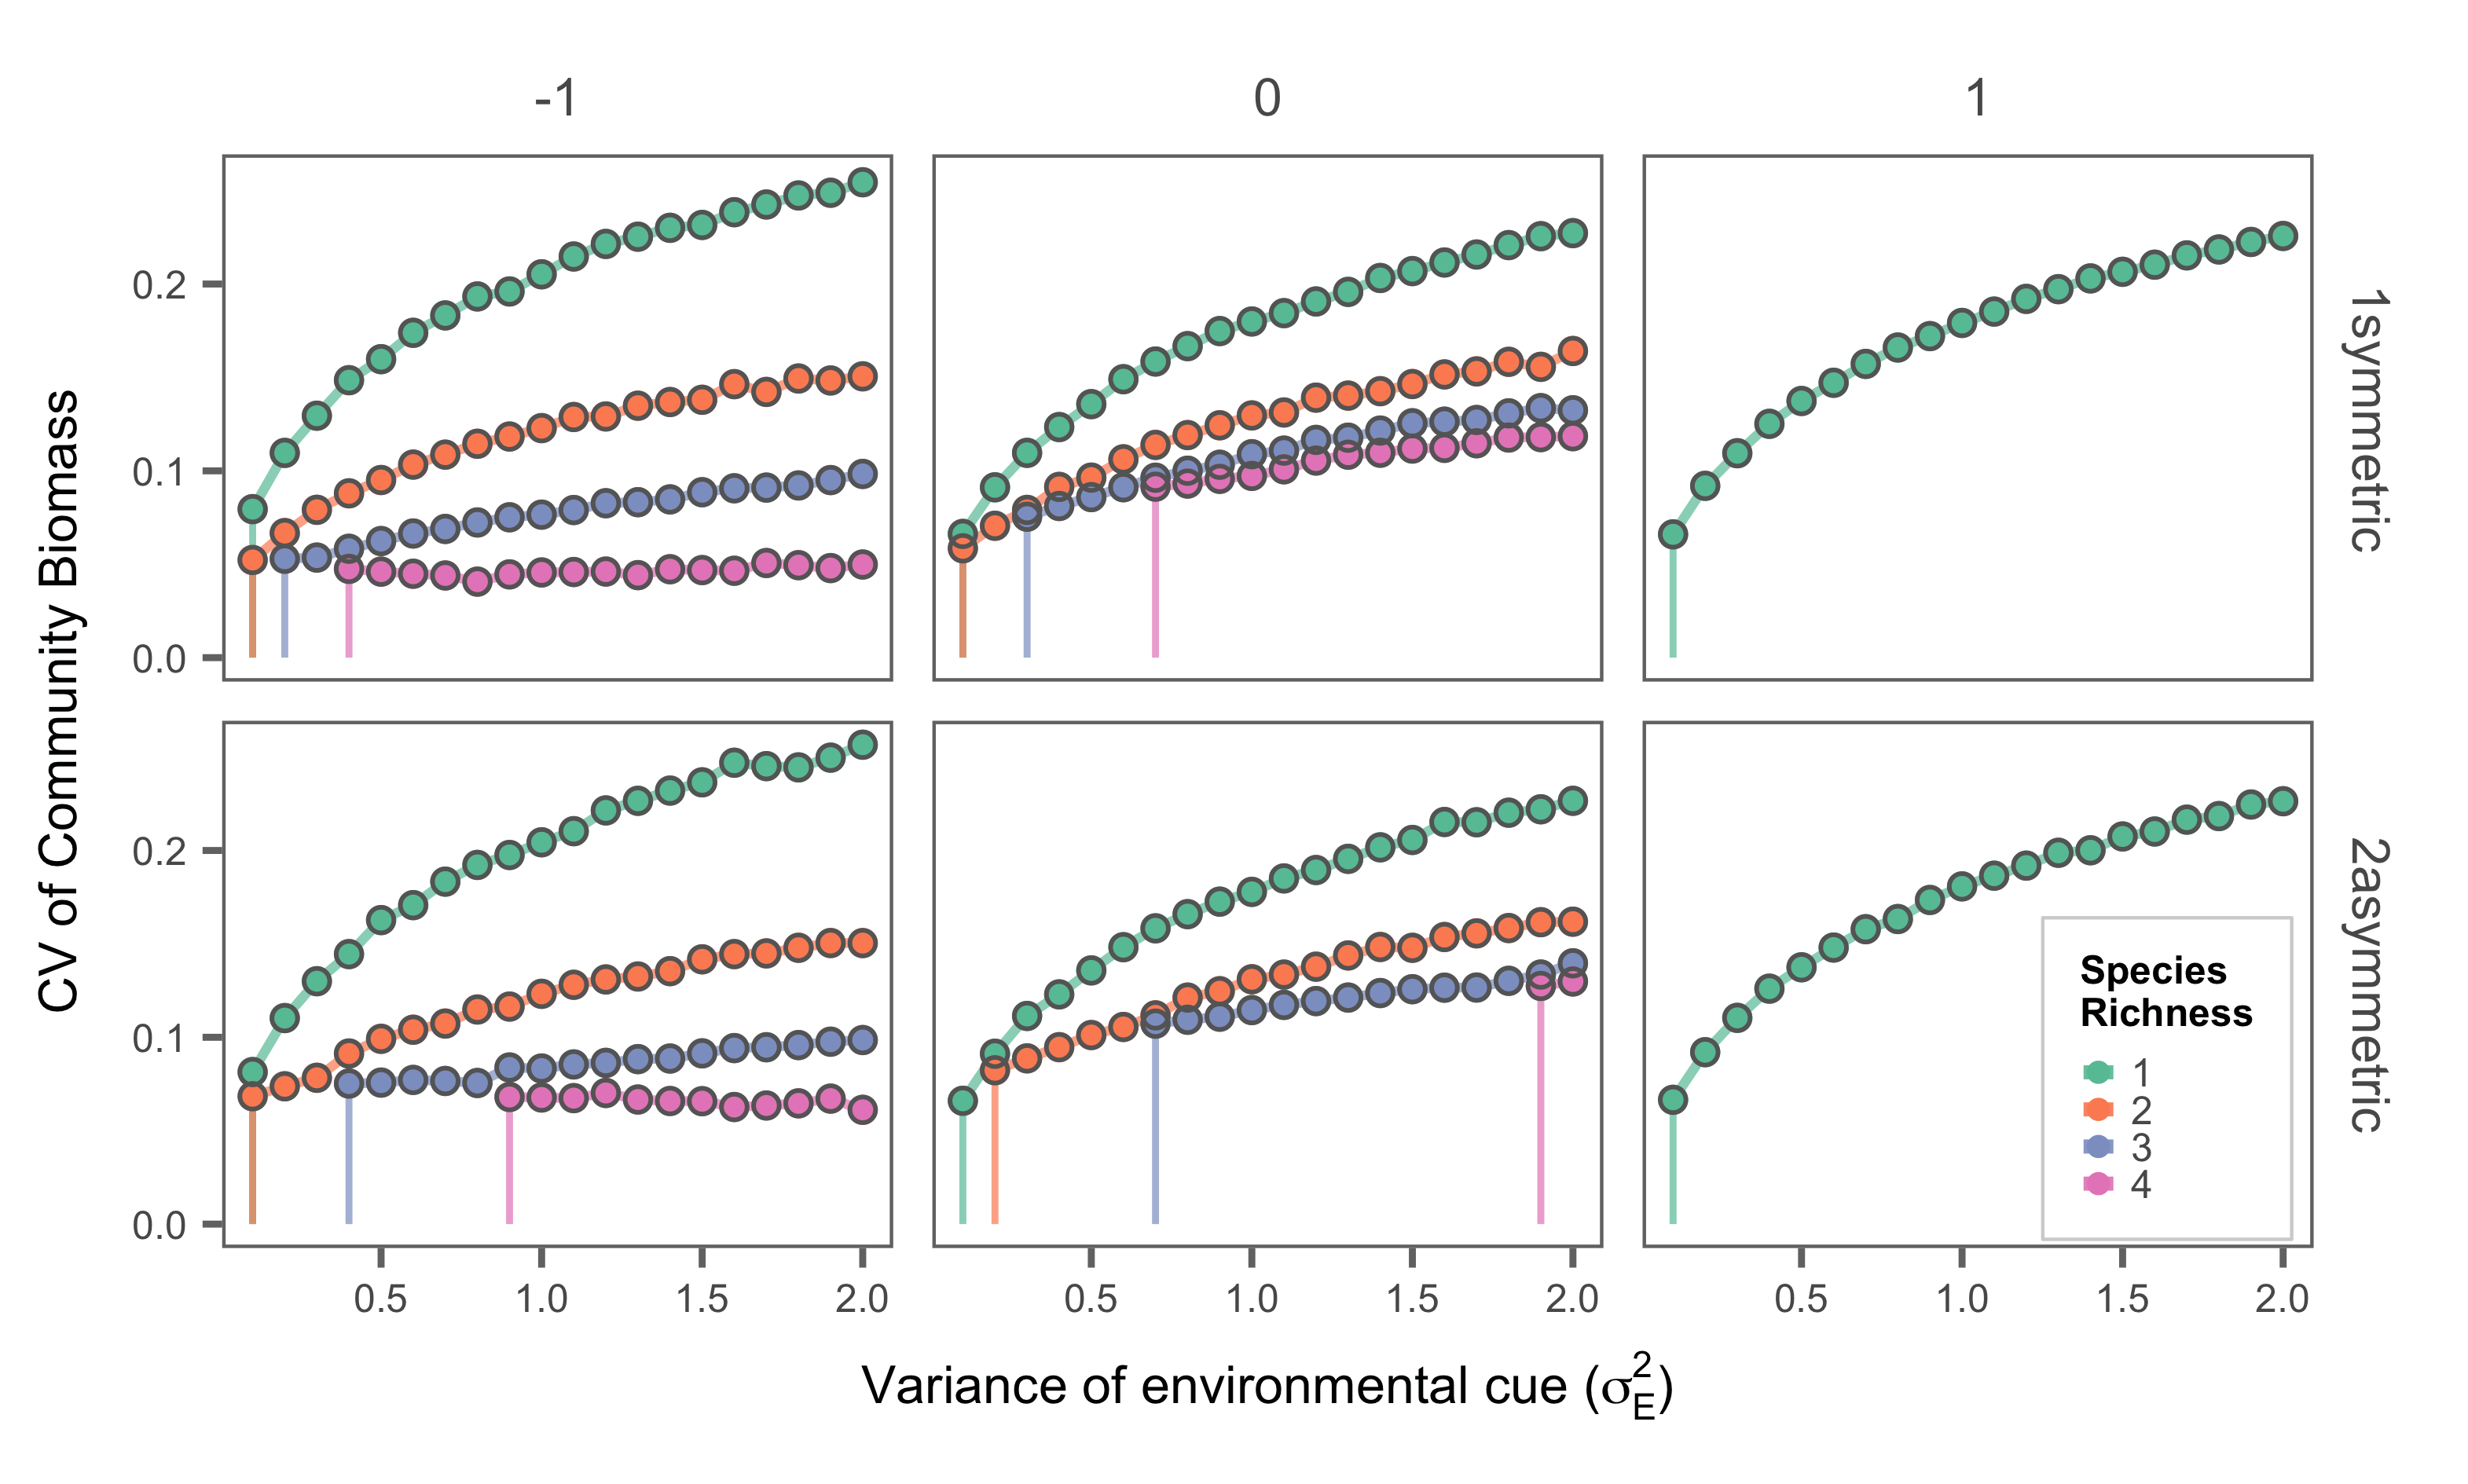 -1 0 1
CV of Community Biomass
0.2
0.1
0.0
1symmetric
0.2
0.1
0.0
2asymmetric
Species
Richness
1
2
3
4
0.5 1.0 1.5 2.0 0.5 1.0 1.5 2.0 0.5 1.0 1.5 2.0
Variance of environmental cue (σ²E)